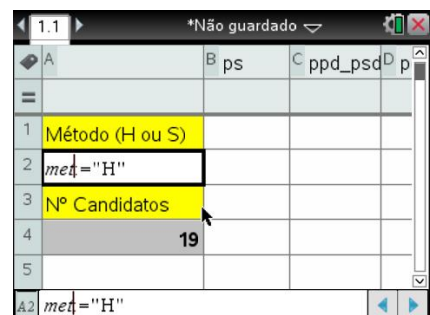 1.1 *Não guardado
A B ps C ppd_psd D p
=
1 Método (H ou S)
2 met:="H"
3 Nº Candidatos
4 19
5
A2 met:="H"